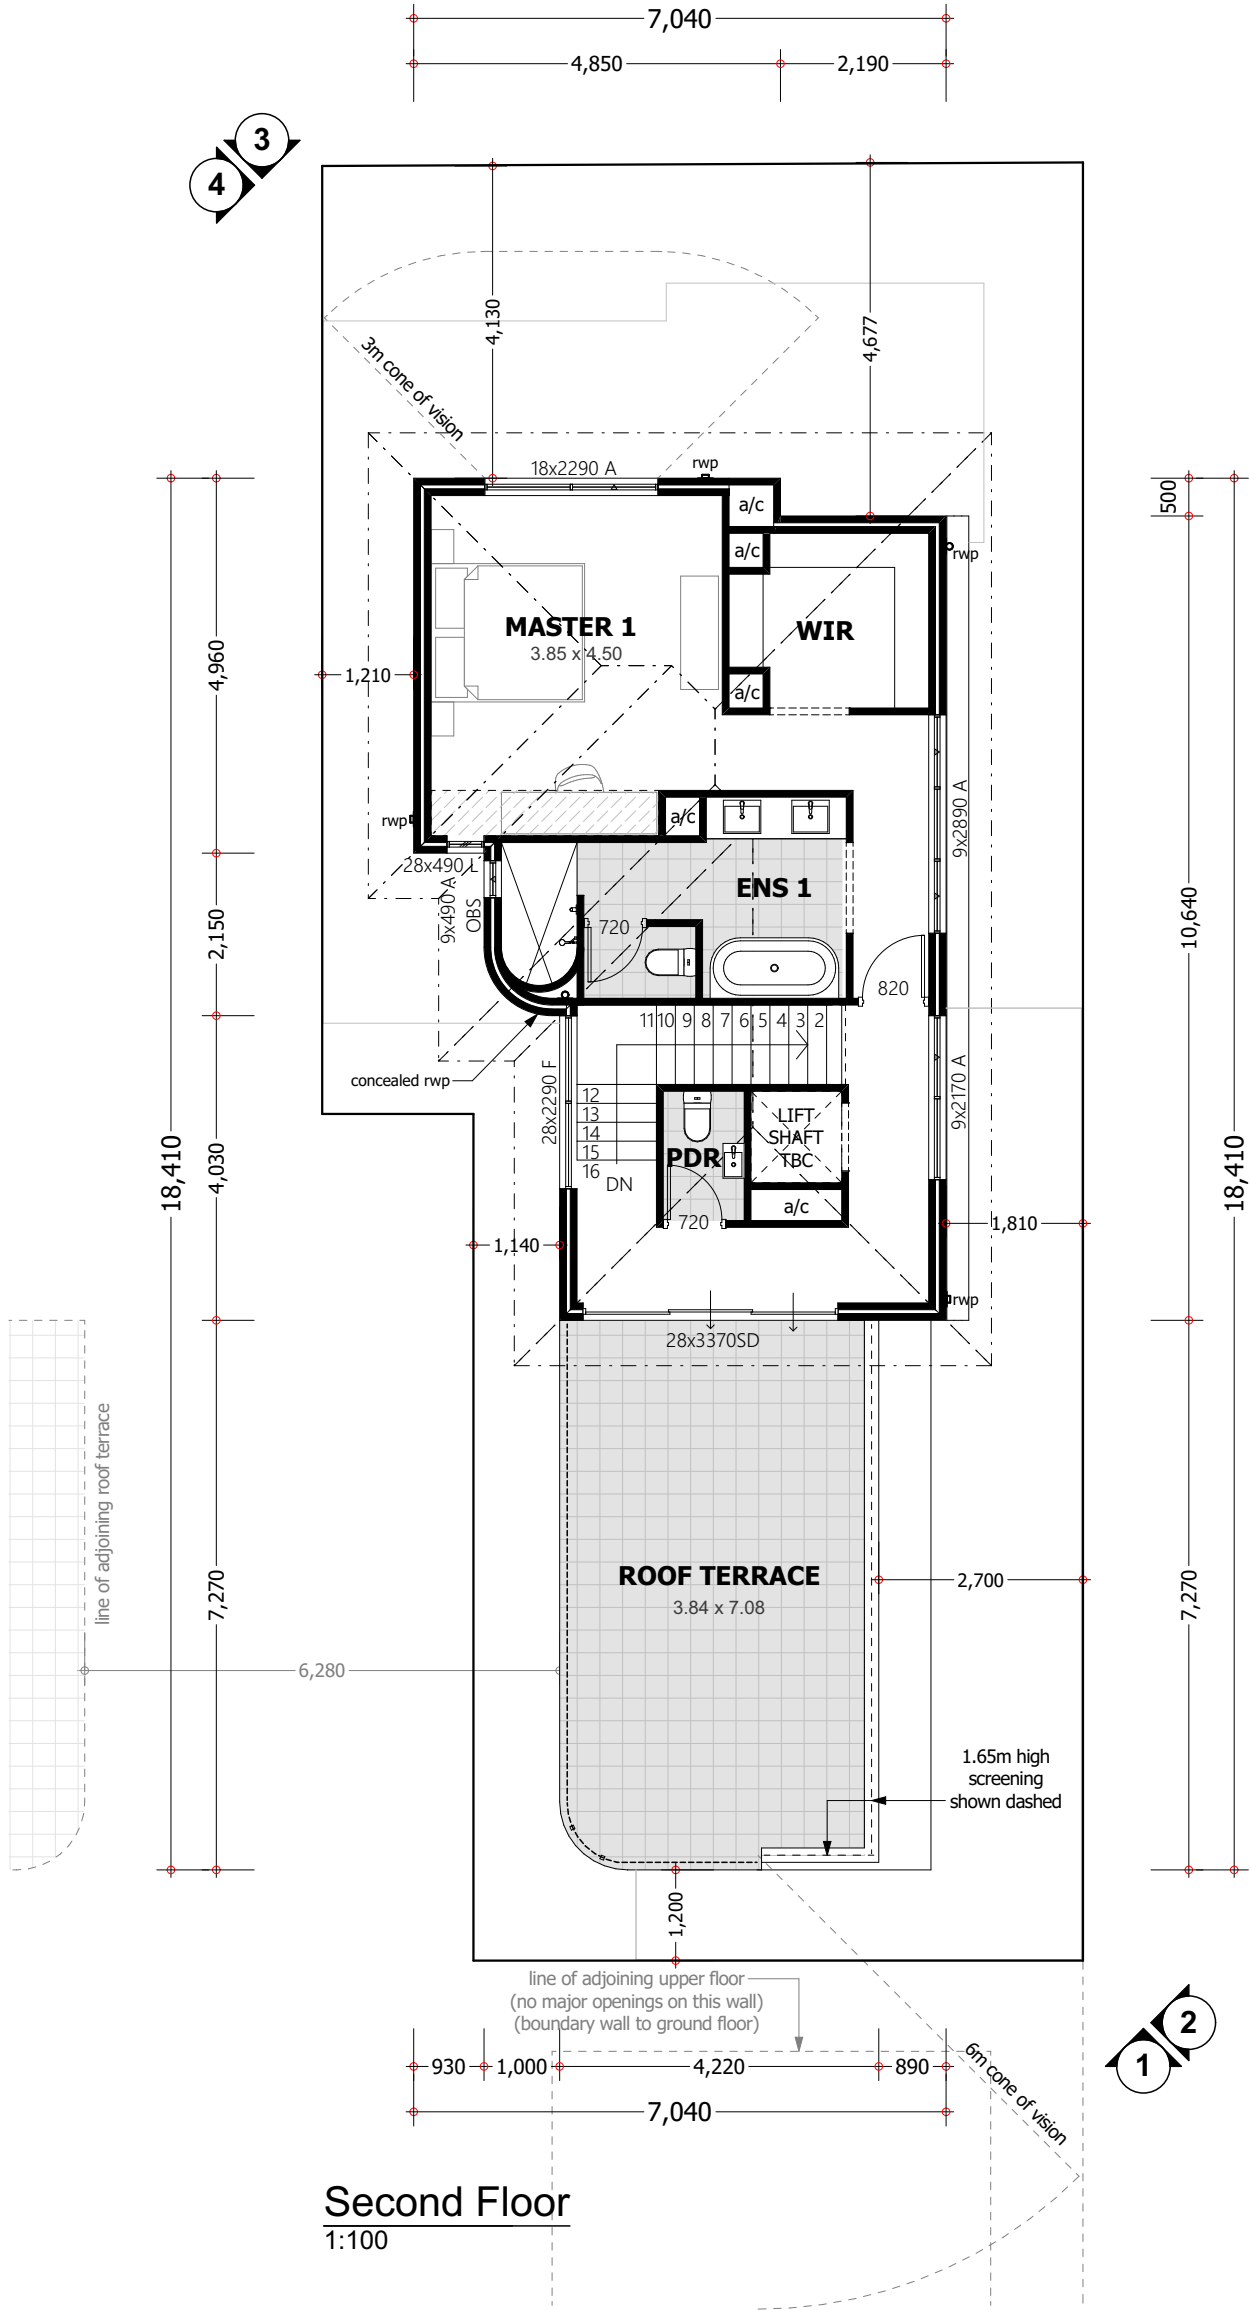 7,040
4,850
2,190
3
4
4,130
4,677
3m cone of vision
18x2290 A
rwp
a/c
500
a/c
rwp
MASTER 1
3.85 x 4.50
WIR
4,960
1,210
a/c
rwp
a/c
9x2890 A
28x490 L
9x490 A
OBS
ENS 1
2,150
720
10,640
820
11
10
9
8
7
6
5
4
3
2
concealed rwp
28x2290 F
12
13
14
15
16
DN
LIFT
SHAFT
TBC
PDR
9x2170 A
18,410
4,030
18,410
a/c
720
1,140
1,810
rwp
28x3370SD
line of adjoining roof terrace
ROOF TERRACE
3.84 x 7.08
7,270
2,700
7,270
6,280
1.65m high
screening
shown dashed
1,200
line of adjoining upper floor
(no major openings on this wall)
(boundary wall to ground floor)
2
1
6m cone of vision
930
1,000
4,220
890
7,040
Second Floor
1:100